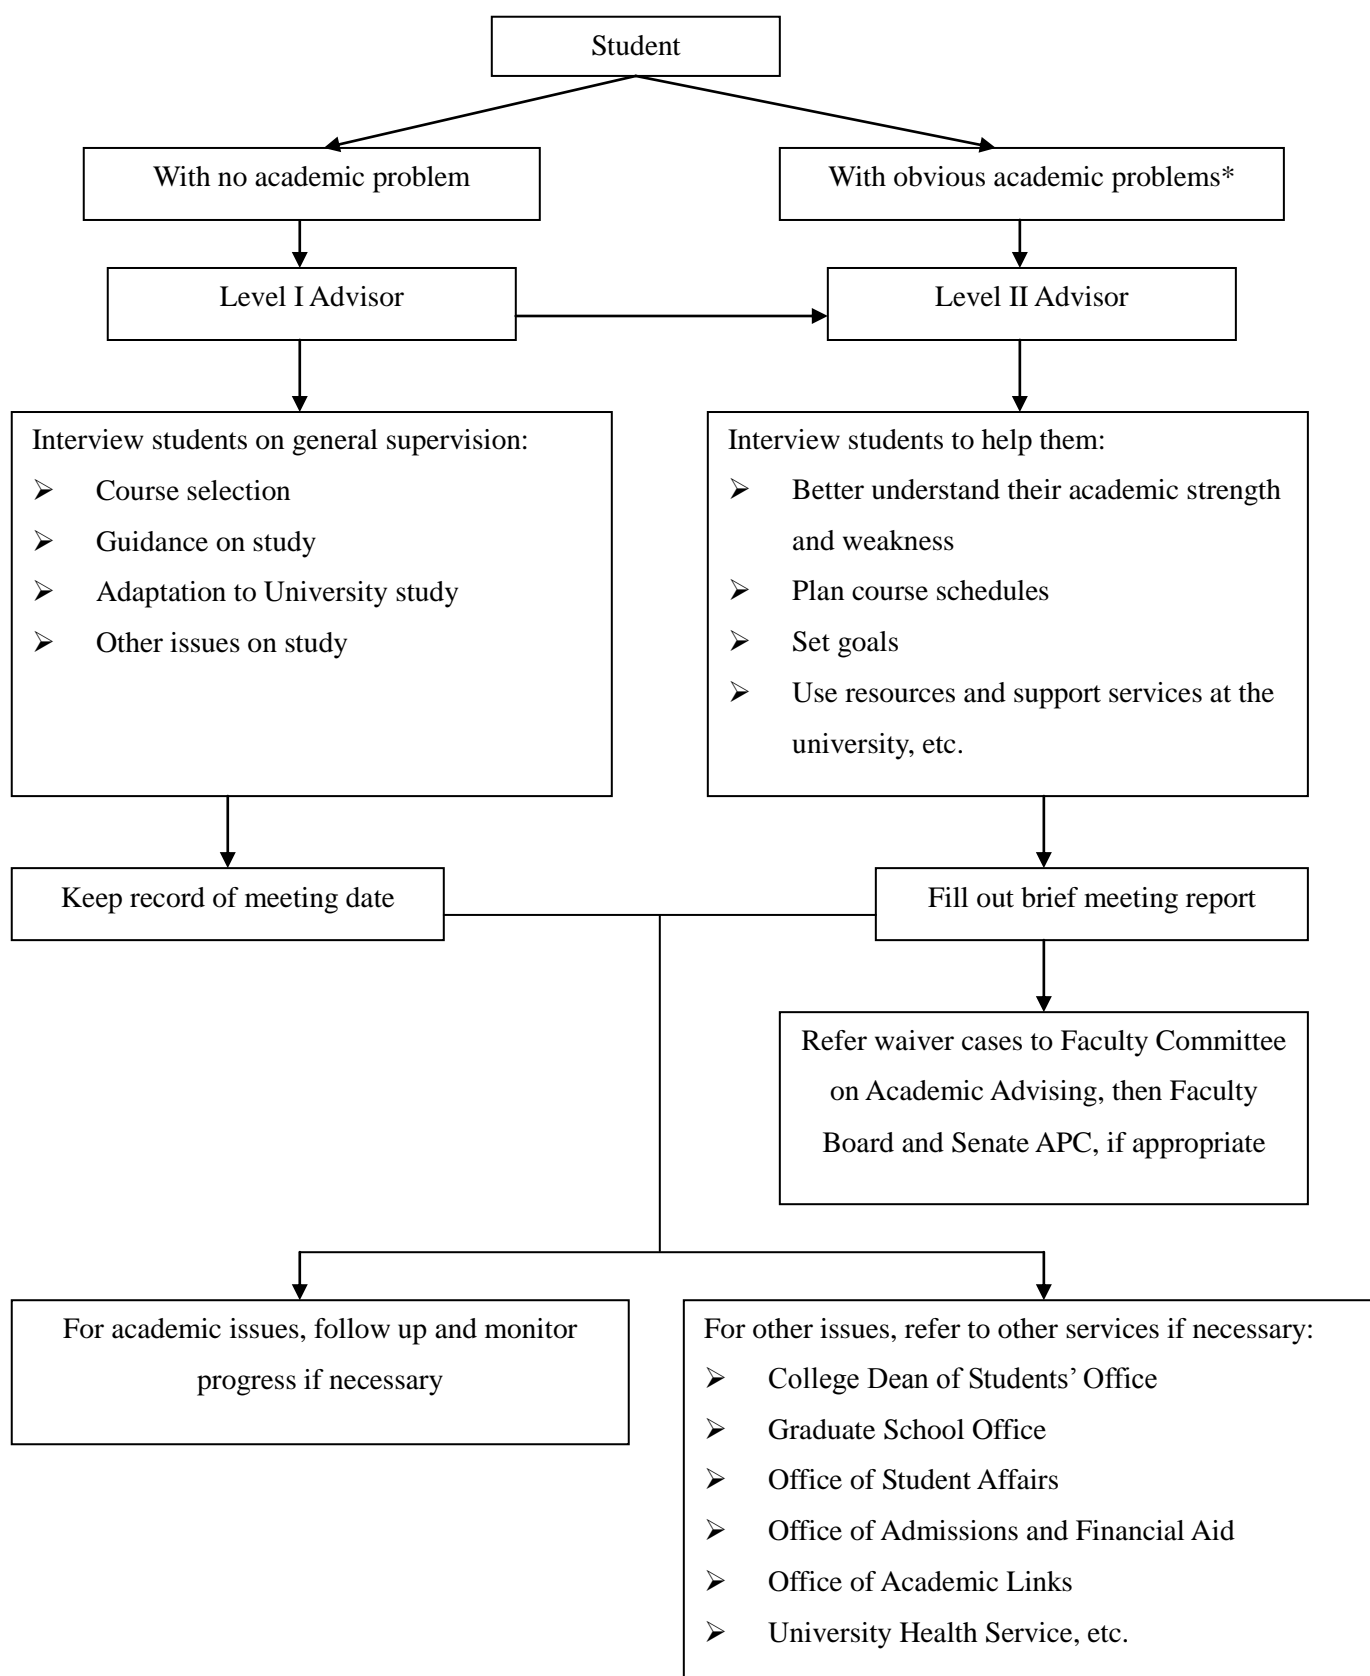 Student
With no academic problem
With obvious academic problems*
Level I Advisor
Level II Advisor
Interview students on general supervision:
➢ Course selection
➢ Guidance on study
➢ Adaptation to University study
➢ Other issues on study
Interview students to help them:
➢ Better understand their academic strength
and weakness
➢ Plan course schedules
➢ Set goals
➢ Use resources and support services at the
university, etc.
Keep record of meeting date
Fill out brief meeting report
Refer waiver cases to Faculty Committee
on Academic Advising, then Faculty
Board and Senate APC, if appropriate
For academic issues, follow up and monitor
progress if necessary
For other issues, refer to other services if necessary:
➢ College Dean of Students’ Office
➢ Graduate School Office
➢ Office of Student Affairs
➢ Office of Admissions and Financial Aid
➢ Office of Academic Links
➢ University Health Service, etc.